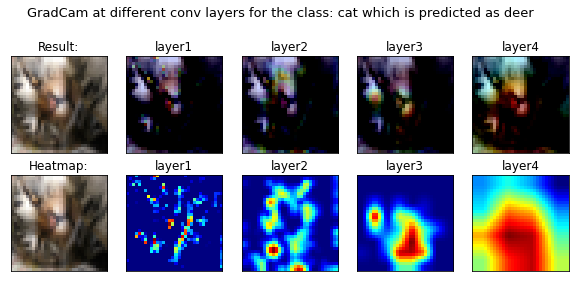 GradCam at different conv layers for the class: cat which is predicted as deer
Result: layer1 layer2 layer3 layer4
Heatmap: layer1 layer2 layer3 layer4